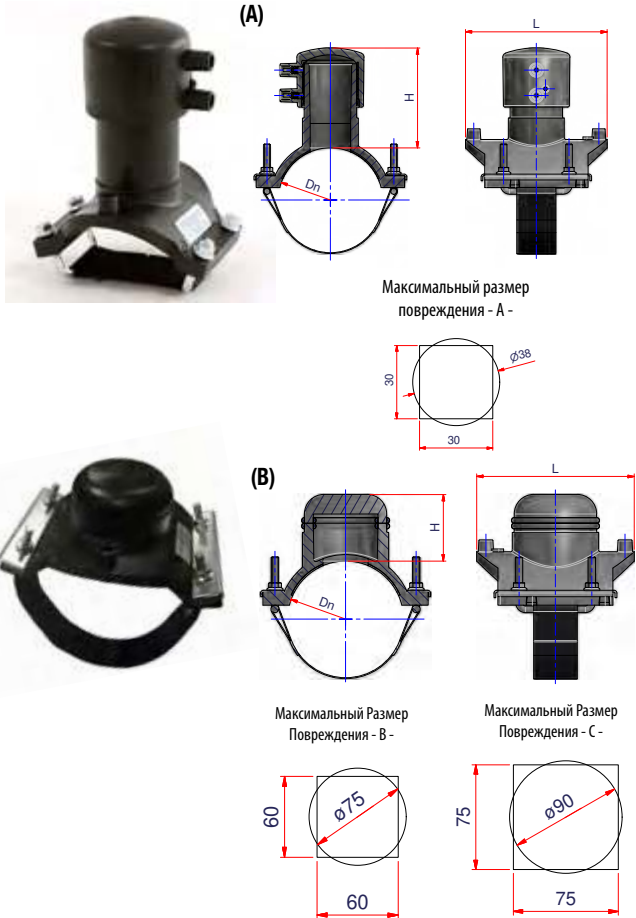 (A)
L
H
Dn
Максимальный размер
повреждения - A -
Ø38
30
30
(B)
L
H
Dn
Максимальный Размер
Повреждения - B -
Максимальный Размер
Повреждения - C -
60
ø75
60
75
ø90
75